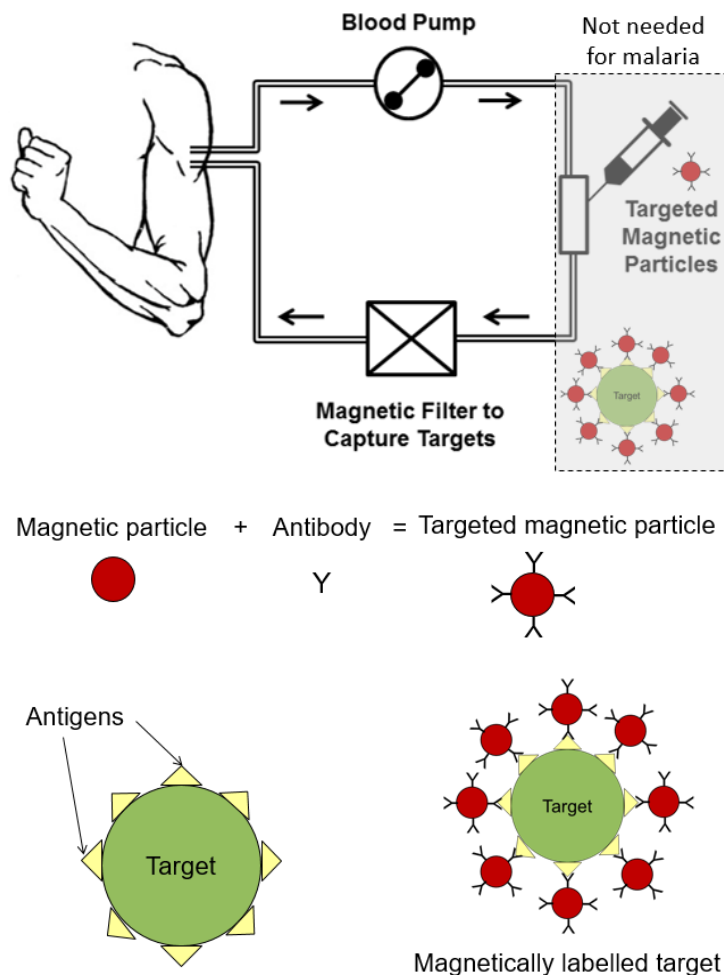 Blood Pump
Not needed
for malaria
Targeted
Magnetic
Particles
Target
Magnetic Filter to
Capture Targets
Magnetic particle + Antibody = Targeted magnetic particle
Y
Antigens
Target
Target
Magnetically labelled target